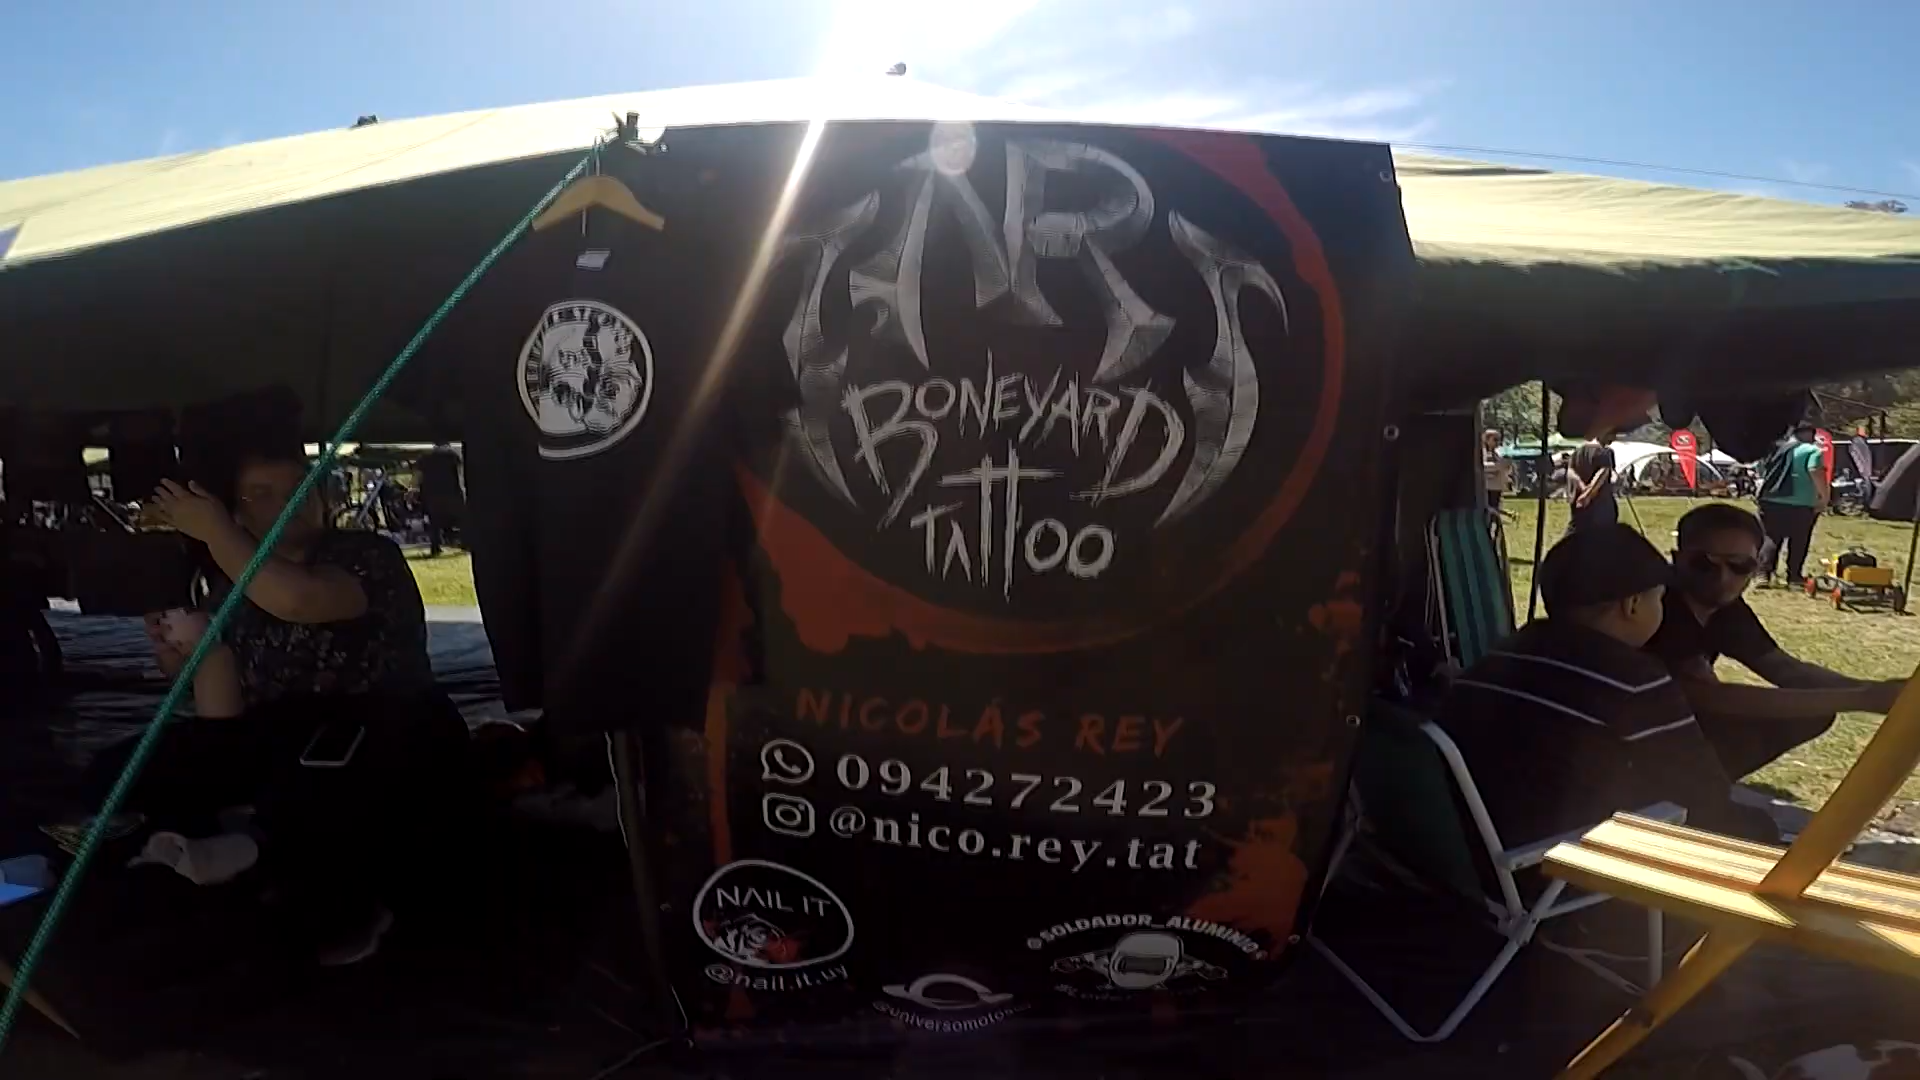 BONEYARD
TATTOO
NICOLÁS REY
094272423
@nico.rey.tat
NAIL IT
@nail.it.uy
@SOLDADOR_ALUMINIO